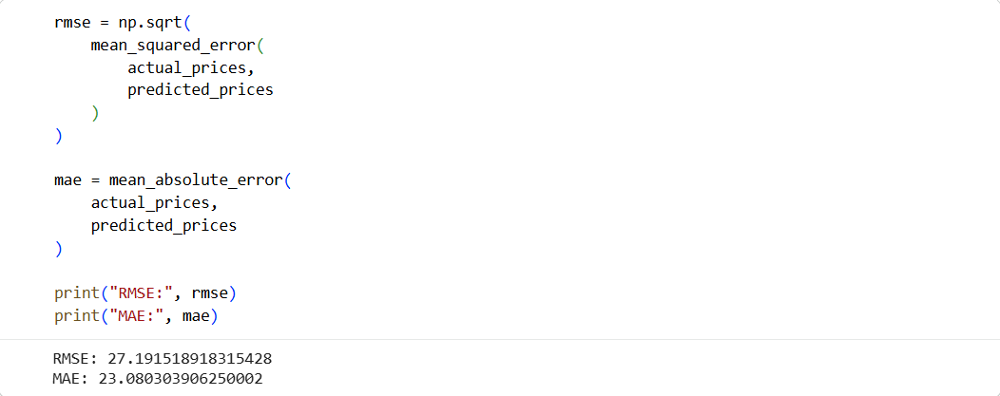 rmse = np.sqrt(
    mean_squared_error(
        actual_prices,
        predicted_prices
    )
)

mae = mean_absolute_error(
    actual_prices,
    predicted_prices
)

print("RMSE:", rmse)
print("MAE:", mae)
RMSE: 27.191518918315428
MAE: 23.080303906250002